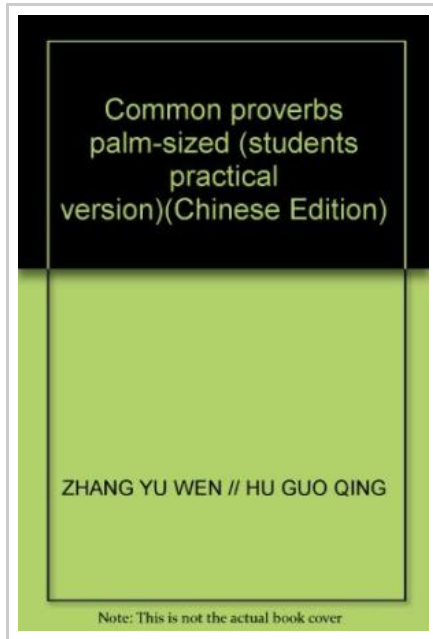 Common proverbs
palm-sized (students
practical
version)(Chinese Edition)
ZHANG YU WEN // HU GUO QING
Note: This is not the actual book cover